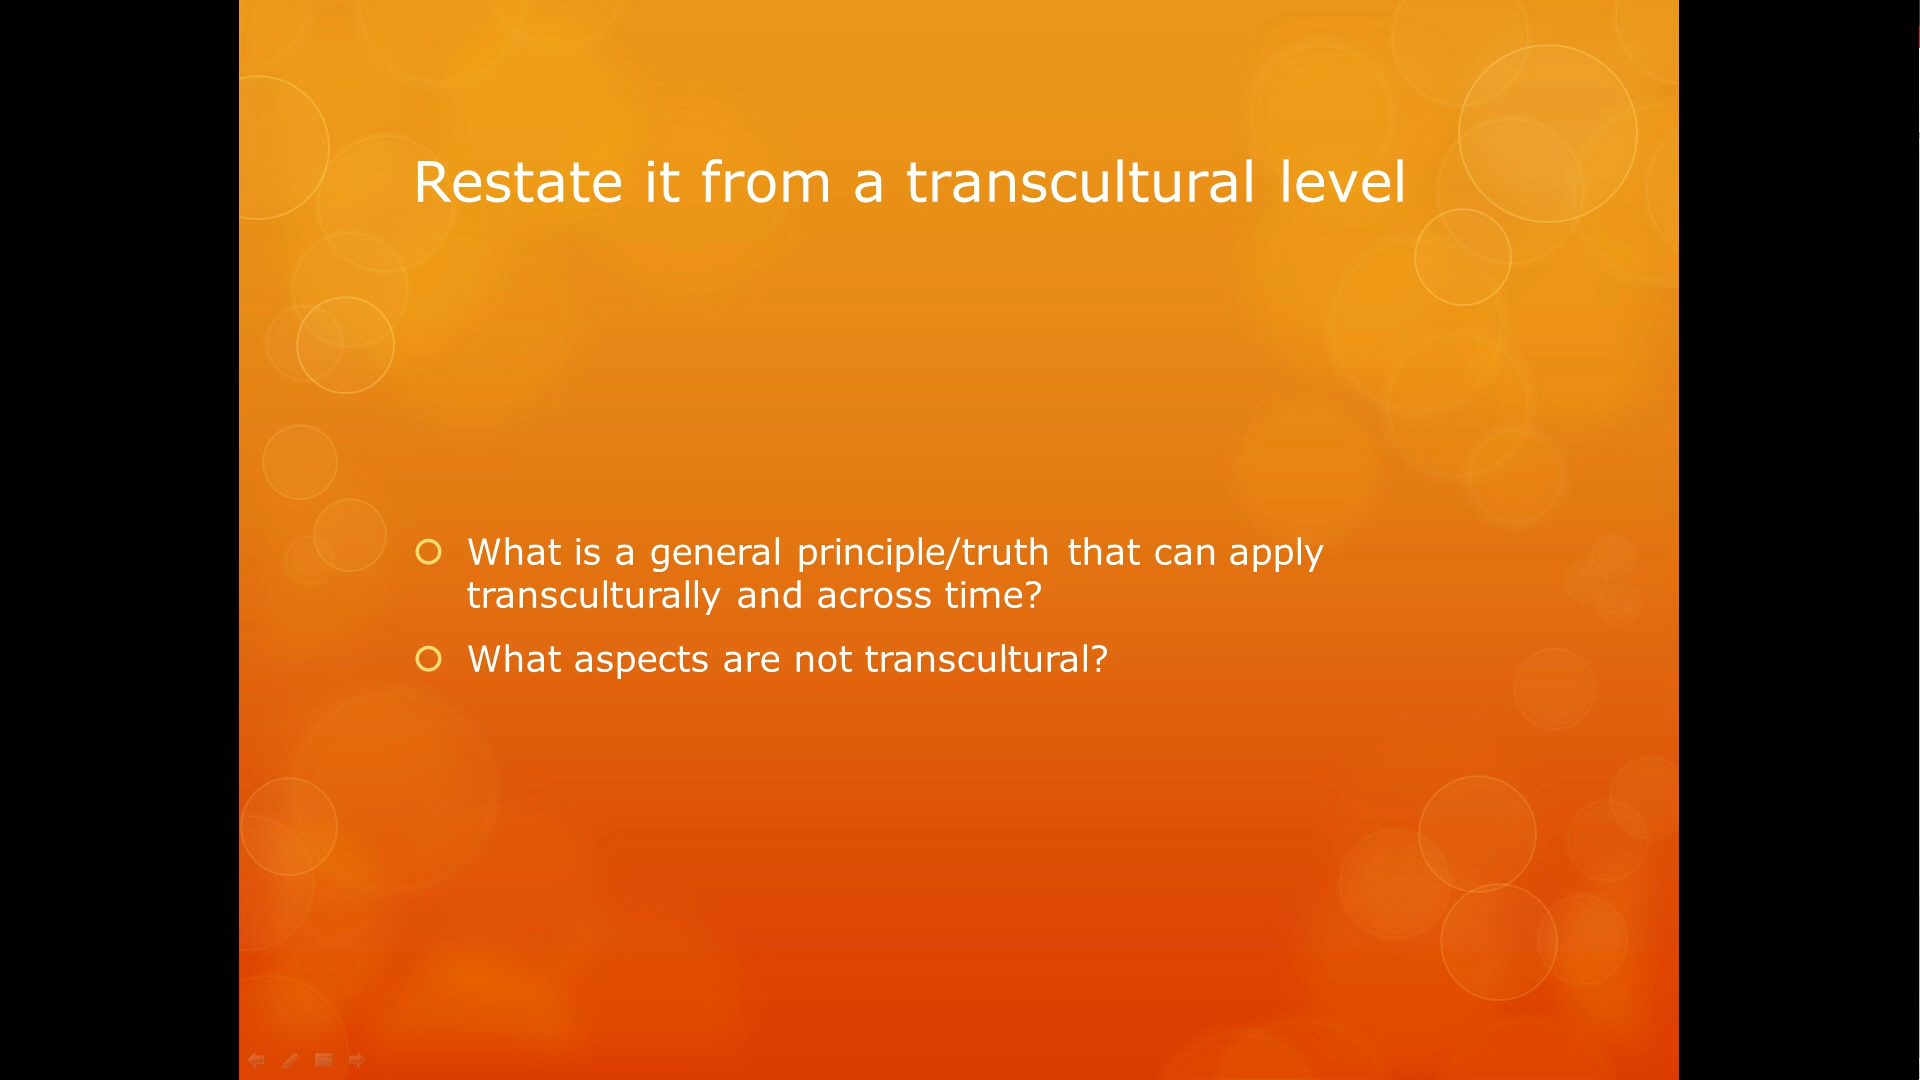 Restate it from a transcultural level
What is a general principle/truth that can apply
transculturally and across time?
What aspects are not transcultural?